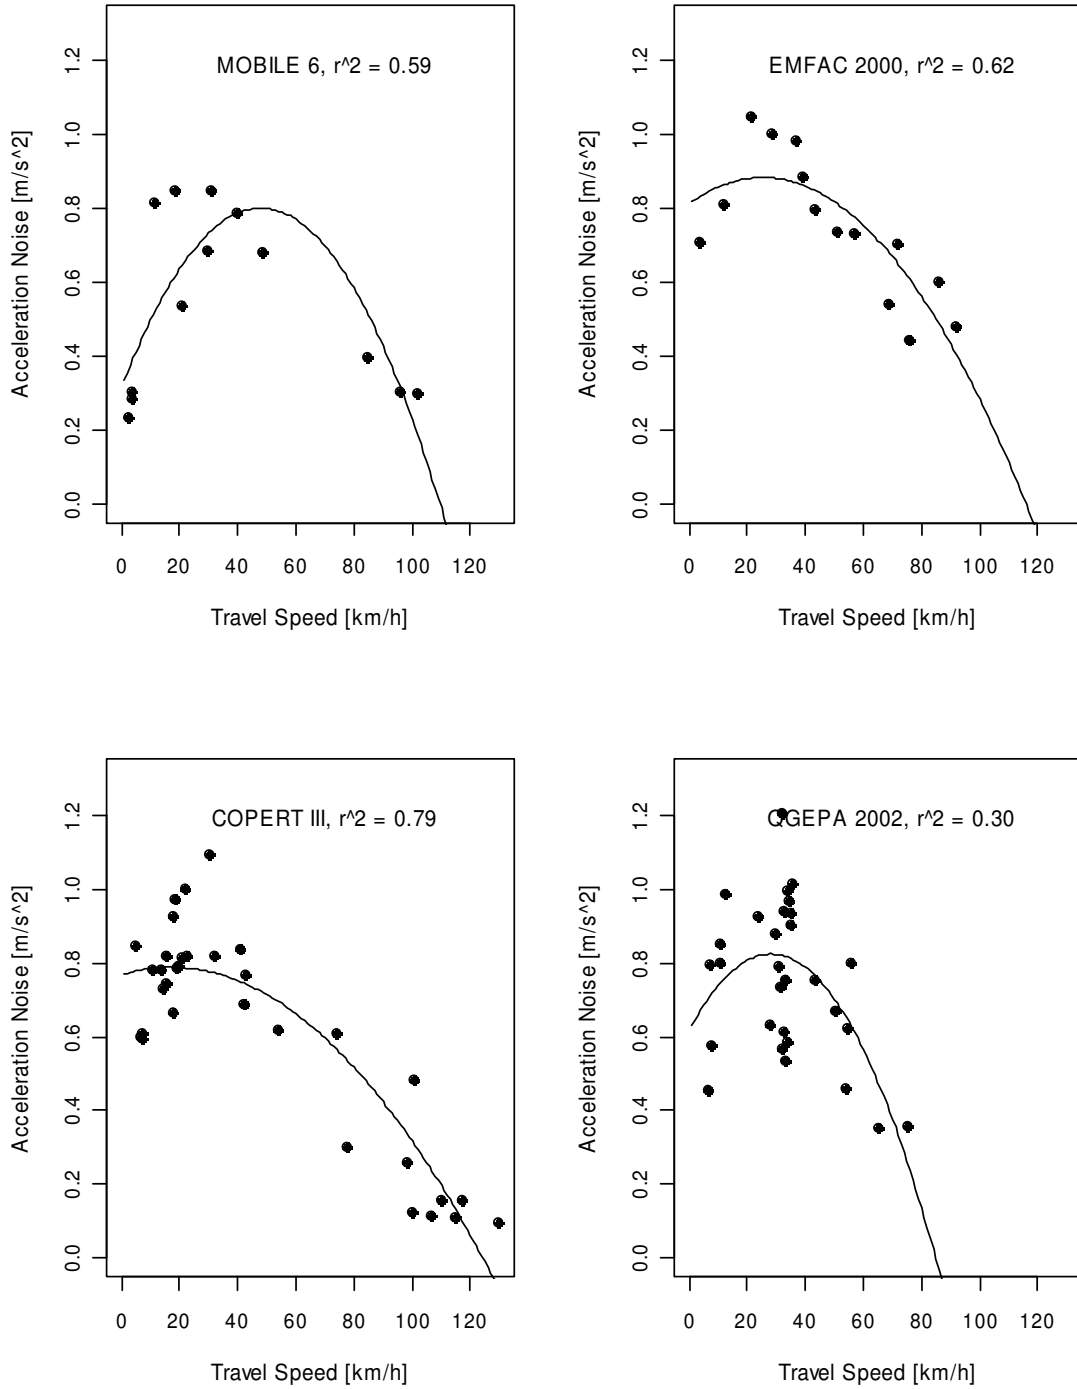 MOBILE 6, r^2 = 0.59
Acceleration Noise [m/s^2]
0.0 0.2 0.4 0.6 0.8 1.0 1.2
0 20 40 60 80 100 120
Travel Speed [km/h]
EMFAC 2000, r^2 = 0.62
Acceleration Noise [m/s^2]
0.0 0.2 0.4 0.6 0.8 1.0 1.2
0 20 40 60 80 100 120
Travel Speed [km/h]
COPERT III, r^2 = 0.79
Acceleration Noise [m/s^2]
0.0 0.2 0.4 0.6 0.8 1.0 1.2
0 20 40 60 80 100 120
Travel Speed [km/h]
QGEPA 2002, r^2 = 0.30
Acceleration Noise [m/s^2]
0.0 0.2 0.4 0.6 0.8 1.0 1.2
0 20 40 60 80 100 120
Travel Speed [km/h]